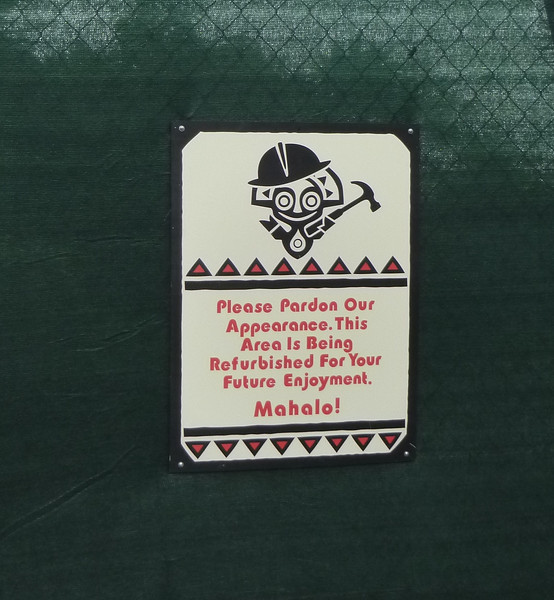 Please Pardon Our
Appearance. This
Area Is Being
Refurbished For Your
Future Enjoyment.
Mahalo!